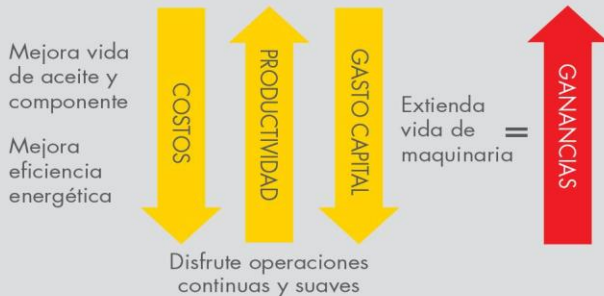 Mejora vida
de aceite y
componente
Mejora
eficiencia
energética
COSTOS
PRODUCTIVIDAD
GASTO CAPITAL
Extienda
vida de
maquinaria
=
GANANCIAS
Disfrute operaciones
continuas y suaves